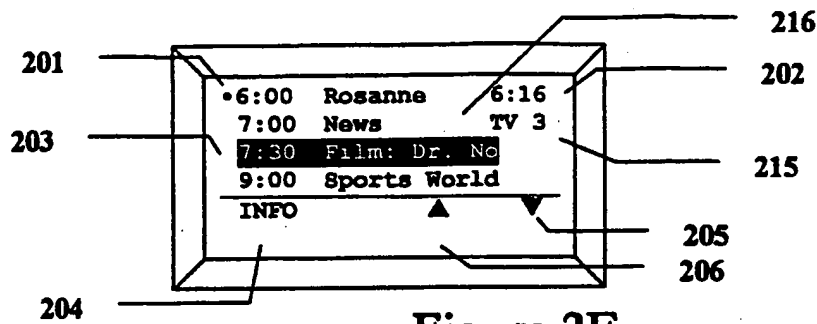 216
201
202
•6:00 Rosanne 6:16
7:00 News TV 3
203
7:30 Film: Dr. No
215
9:00 Sports World
INFO ▲ ▼
205
206
204